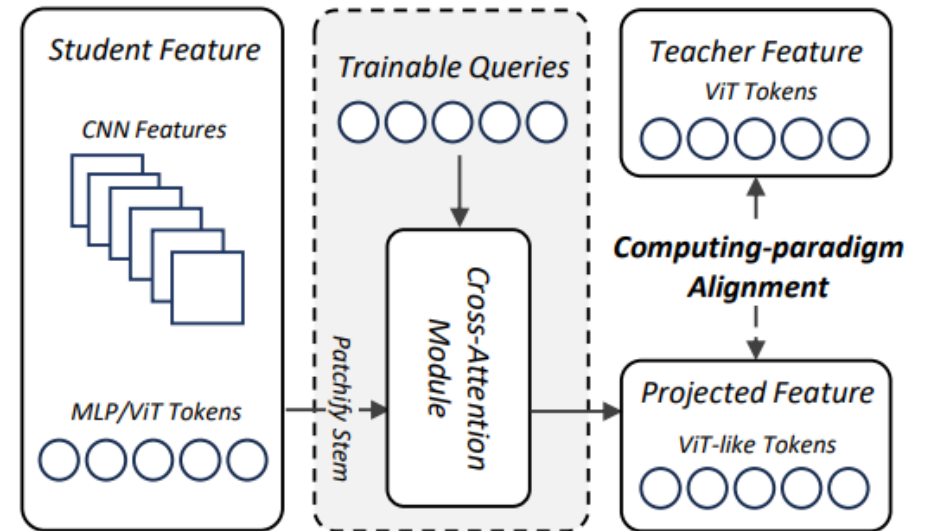 Student Feature
CNN Features
MLP/ViT Tokens
Trainable Queries
Patchify Stem
Cross-Attention
Module
Teacher Feature
ViT Tokens
Computing-paradigm
Alignment
Projected Feature
ViT-like Tokens